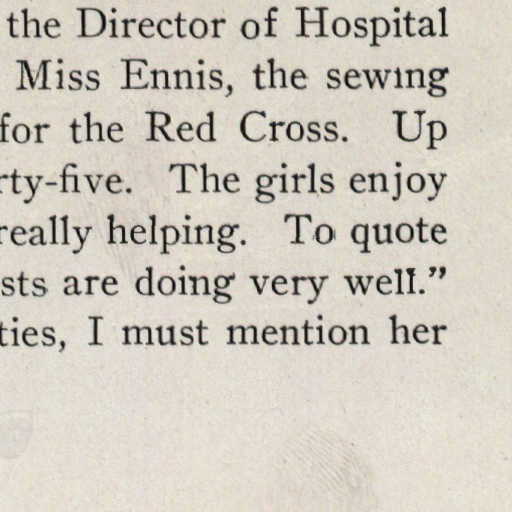 the Director of Hospital
Miss Ennis, the sewing
for the Red Cross. Up
rty-five. The girls enjoy
really helping. To quote
sts are doing very well.”
ties, I must mention her